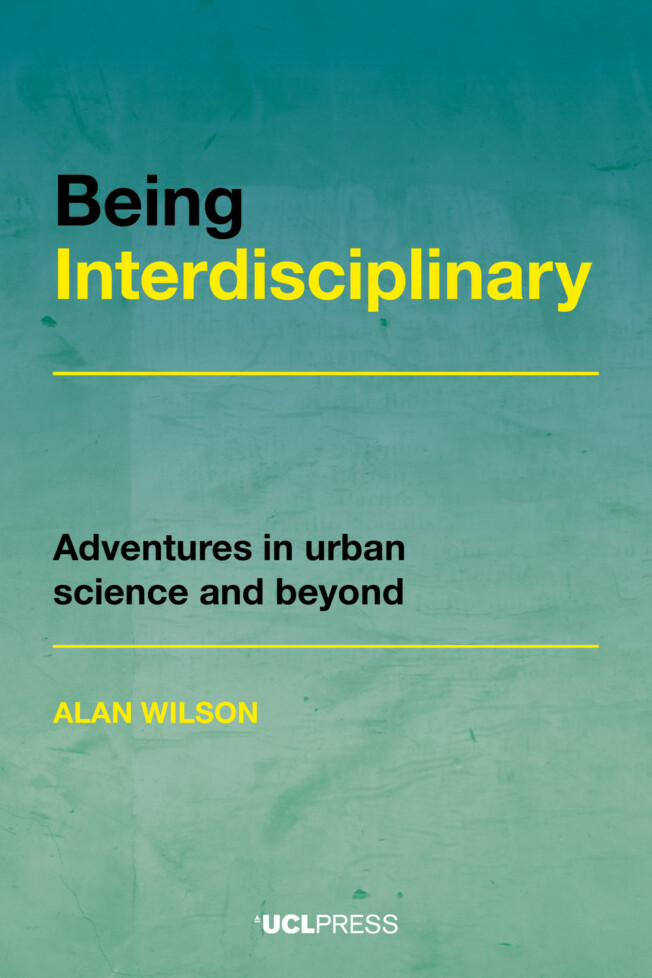 Being
Interdisciplinary
Adventures in urban
science and beyond
ALAN WILSON
UCLPRESS